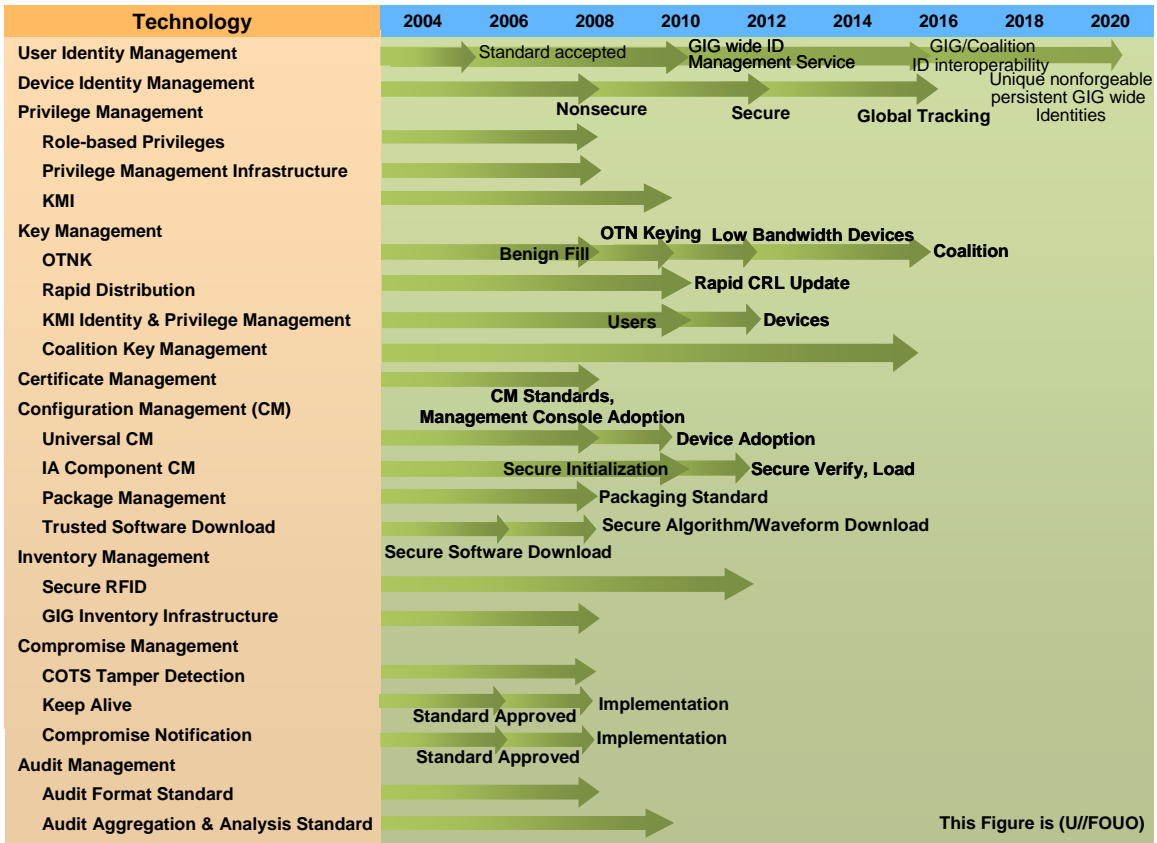 Technology 2004 2006 2008 2010 2012 2014 2016 2018 2020
User Identity Management
Standard accepted
GIG wide ID
Management Service
GIG/Coalition
ID interoperability
Unique nonforgeable
persistent GIG wide
Identities
Device Identity Management
Nonsecure Secure Global Tracking
Privilege Management
Role-based Privileges
Privilege Management Infrastructure
KMI
Key Management
OTN Keying Low Bandwidth Devices
OTNK Benign Fill Coalition
Rapid Distribution Rapid CRL Update
KMI Identity & Privilege Management Users Devices
Coalition Key Management
Certificate Management
CM Standards,
Management Console Adoption
Configuration Management (CM)
Universal CM Device Adoption
IA Component CM Secure Initialization Secure Verify, Load
Package Management Packaging Standard
Trusted Software Download Secure Algorithm/Waveform Download
Secure Software Download
Inventory Management
Secure RFID
GIG Inventory Infrastructure
Compromise Management
COTS Tamper Detection
Keep Alive Implementation
Standard Approved
Compromise Notification Implementation
Standard Approved
Audit Management
Audit Format Standard
Audit Aggregation & Analysis Standard
This Figure is (U//FOUO)